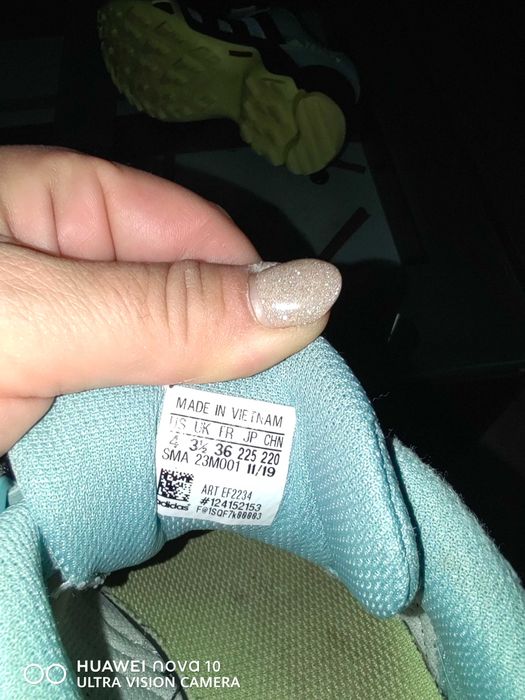 MADE IN VIETNAM
US UK FR JP CHN
4 3½ 36 225 220
SMA 23M001 11/19
ART EF2234
#124152153
adidas F@1SQF7k00003
HUAWEI nova 10
ULTRA VISION CAMERA